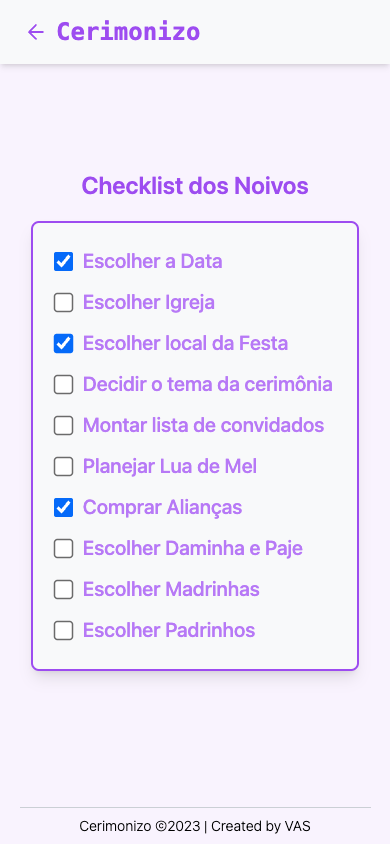 Cerimonizo
Checklist dos Noivos
Escolher a Data
Escolher Igreja
Escolher local da Festa
Decidir o tema da cerimônia
Montar lista de convidados
Planejar Lua de Mel
Comprar Alianças
Escolher Daminha e Paje
Escolher Madrinhas
Escolher Padrinhos
Cerimonizo ©2023 | Created by VAS